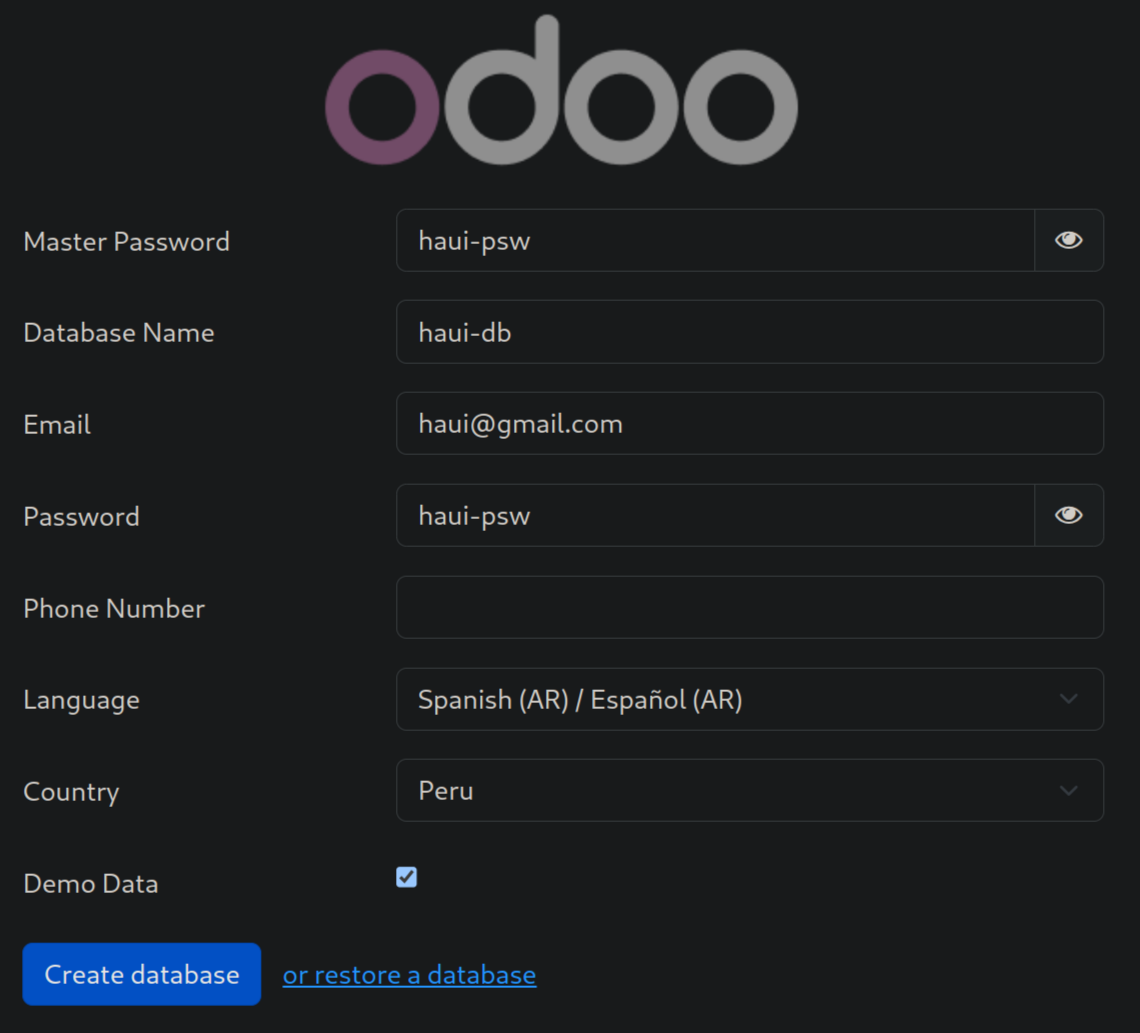 odoo
Master Password haui-psw
Database Name haui-db
Email haui@gmail.com
Password haui-psw
Phone Number
Language Spanish (AR) / Español (AR)
Country Peru
Demo Data
Create database or restore a database